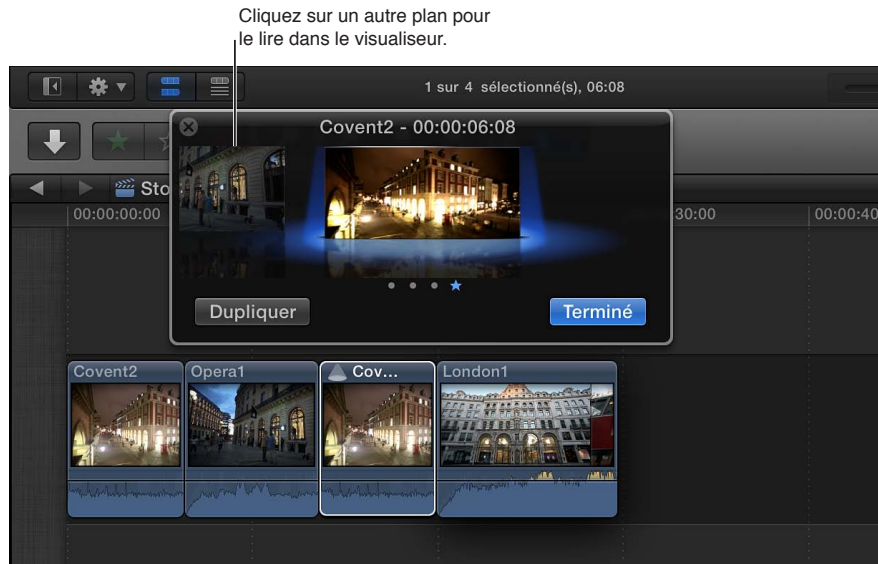 Cliquez sur un autre plan pour
le lire dans le visualiseur.
1 sur 4 sélectionné(s), 06:08
Covent2 - 00:00:06:08
Sto
00:00:00:00
30:00
00:00:40
Dupliquer
Terminé
Covent2
Opera1
Cov...
London1